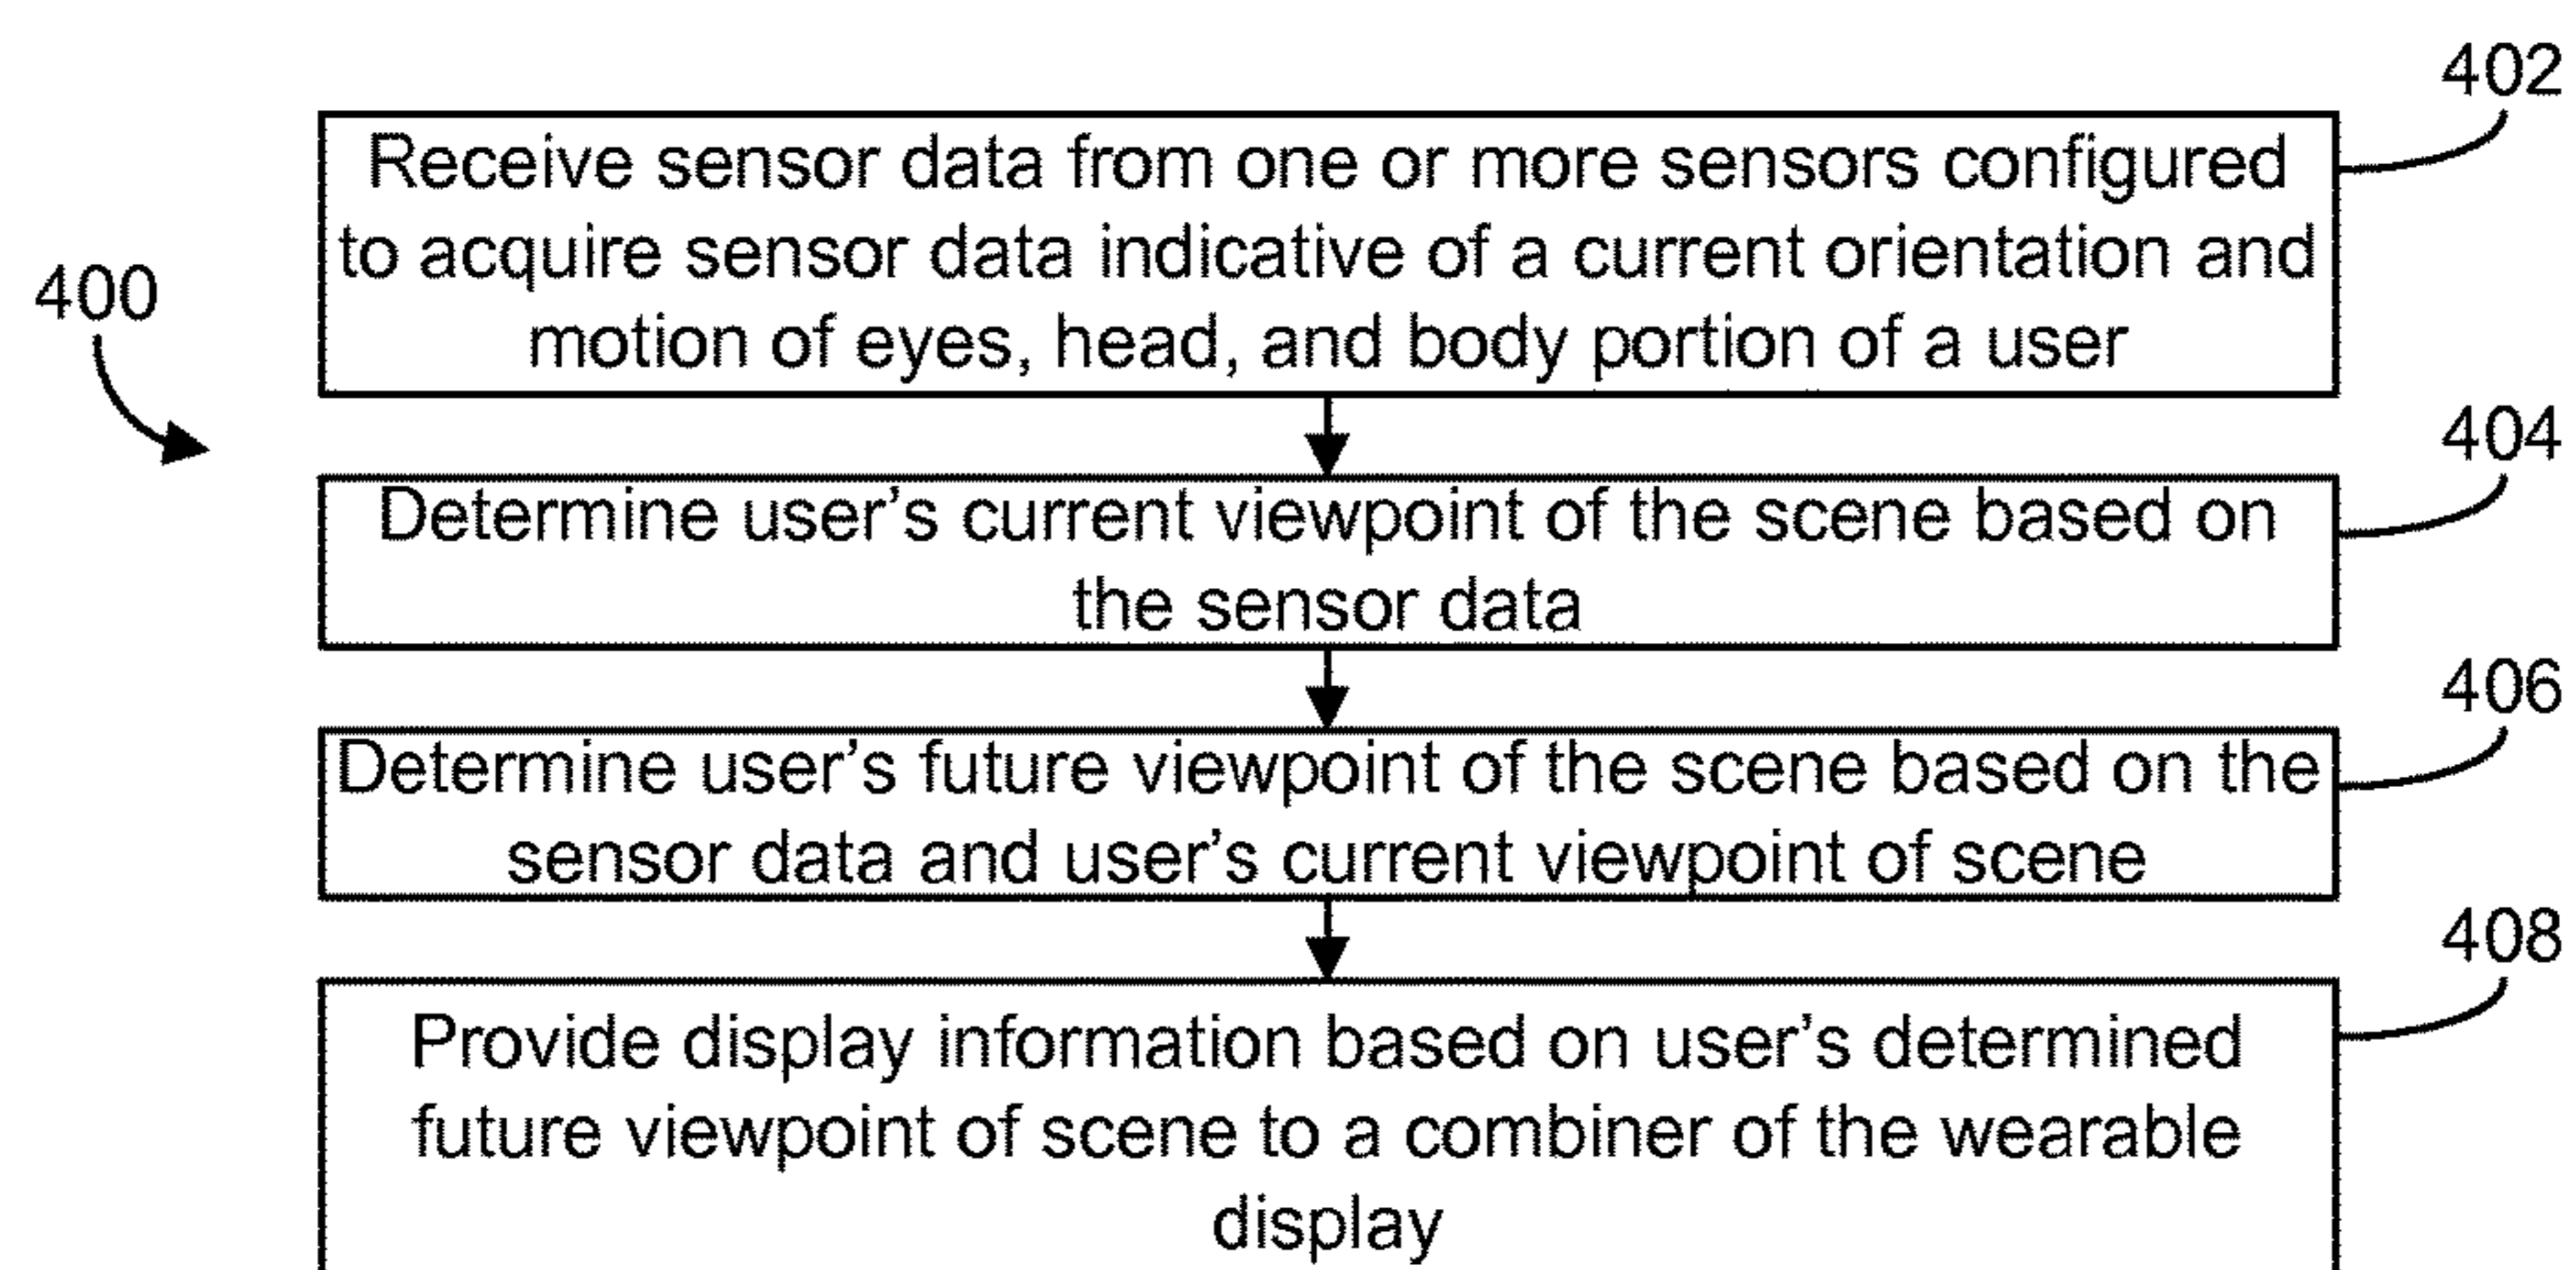 402
Receive sensor data from one or more sensors configured
to acquire sensor data indicative of a current orientation and
motion of eyes, head, and body portion of a user
400
404
Determine user's current viewpoint of the scene based on
the sensor data
406
Determine user's future viewpoint of the scene based on the
sensor data and user's current viewpoint of scene
408
Provide display information based on user's determined
future viewpoint of scene to a combiner of the wearable
display